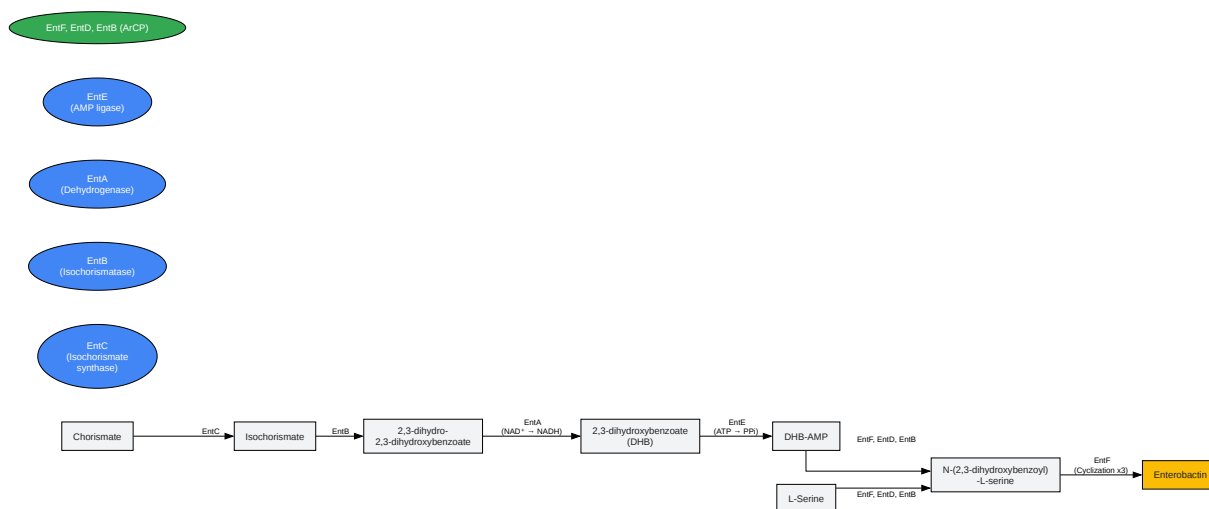 EntF, EntD, EntB (ArCP)
EntE
(AMP ligase)
EntA
(Dehydrogenase)
EntB
(Isochorismatase)
EntC
(Isochorismate
synthase)
Chorismate
EntC
Isochorismate
EntB
2,3-dihydro-
2,3-dihydroxybenzoate
EntA
(NAD⁺ → NADH)
2,3-dihydroxybenzoate
(DHB)
EntE
(ATP → PPi)
DHB-AMP
EntF, EntD, EntB
L-Serine
EntF, EntD, EntB
N-(2,3-dihydroxybenzoyl)
-L-serine
EntF
(Cyclization x3)
Enterobactin